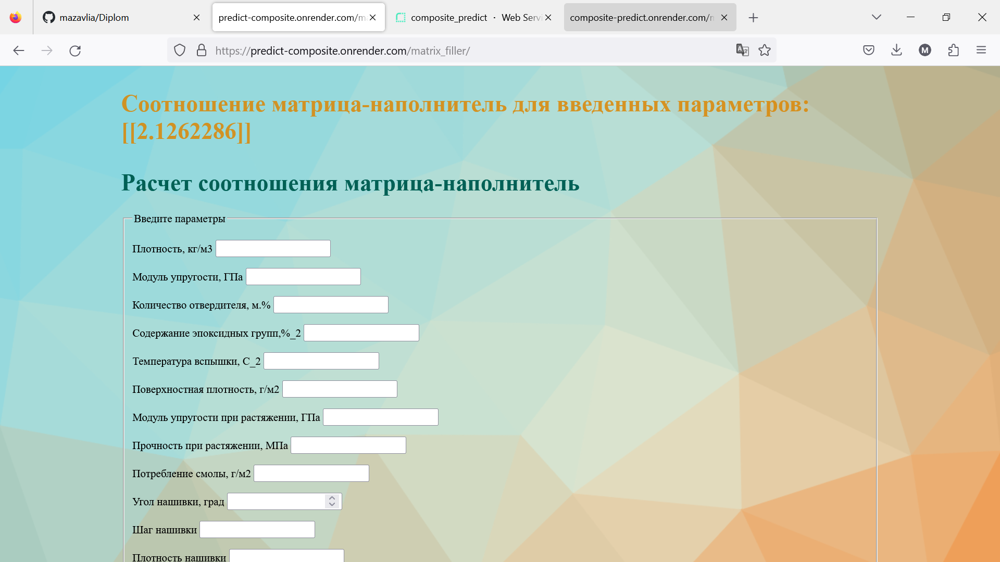 mazavlia/Diplom
predict-composite.onrender.com/ma
composite_predict · Web Servi
composite-predict.onrender.com/m
https://predict-composite.onrender.com/matrix_filler/
M
Соотношение матрица-наполнитель для введенных параметров:
[[2.1262286]]
Расчет соотношения матрица-наполнитель
Введите параметры
Плотность, кг/м3
Модуль упругости, ГПа
Количество отвердителя, м.%
Содержание эпоксидных групп,%_2
Температура вспышки, С_2
Поверхностная плотность, г/м2
Модуль упругости при растяжении, ГПа
Прочность при растяжении, МПа
Потребление смолы, г/м2
Угол нашивки, град
Шаг нашивки
Плотность нашивки